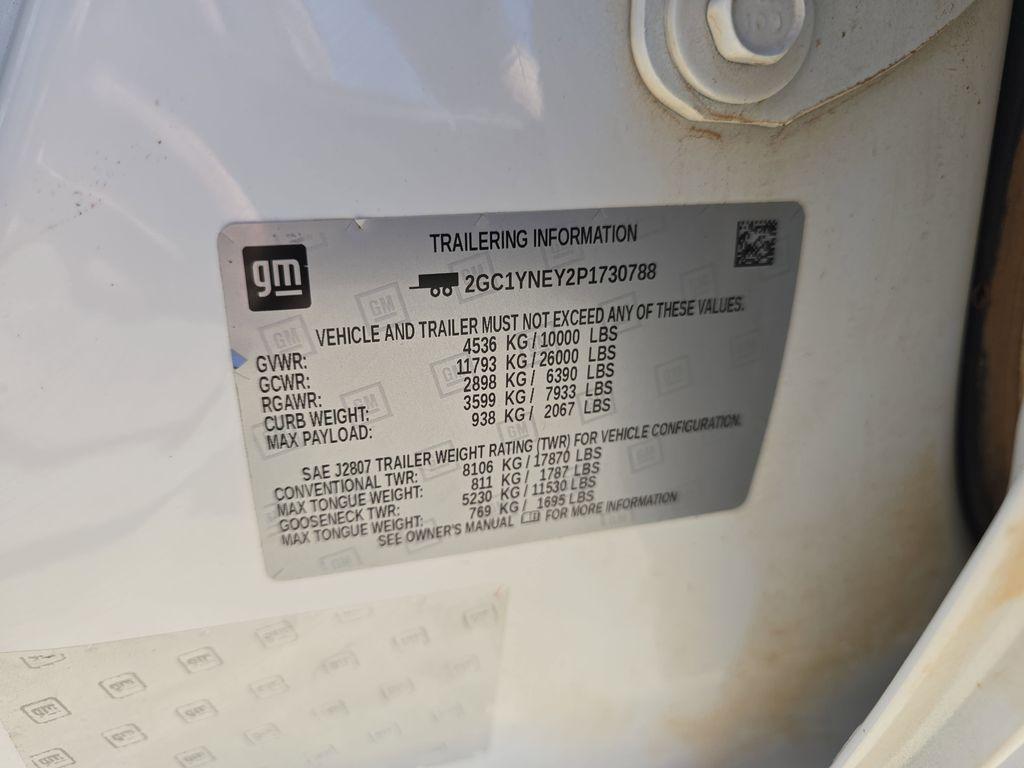 100
gm
TRAILERING INFORMATION
2GC1YNEY2P1730788
VEHICLE AND TRAILER MUST NOT EXCEED ANY OF THESE VALUES.
GVWR: 4536 KG / 10000 LBS
GCWR: 11793 KG / 26000 LBS
RGAWR: 2898 KG / 6390 LBS
CURB WEIGHT: 3599 KG / 7933 LBS
MAX PAYLOAD: 938 KG / 2067 LBS
SAE J2807 TRAILER WEIGHT RATING (TWR) FOR VEHICLE CONFIGURATION.
CONVENTIONAL TWR: 8106 KG / 17870 LBS
MAX TONGUE WEIGHT: 811 KG / 1787 LBS
GOOSENECK TWR: 5230 KG / 11530 LBS
MAX TONGUE WEIGHT: 769 KG / 1695 LBS
SEE OWNER'S MANUAL FOR MORE INFORMATION